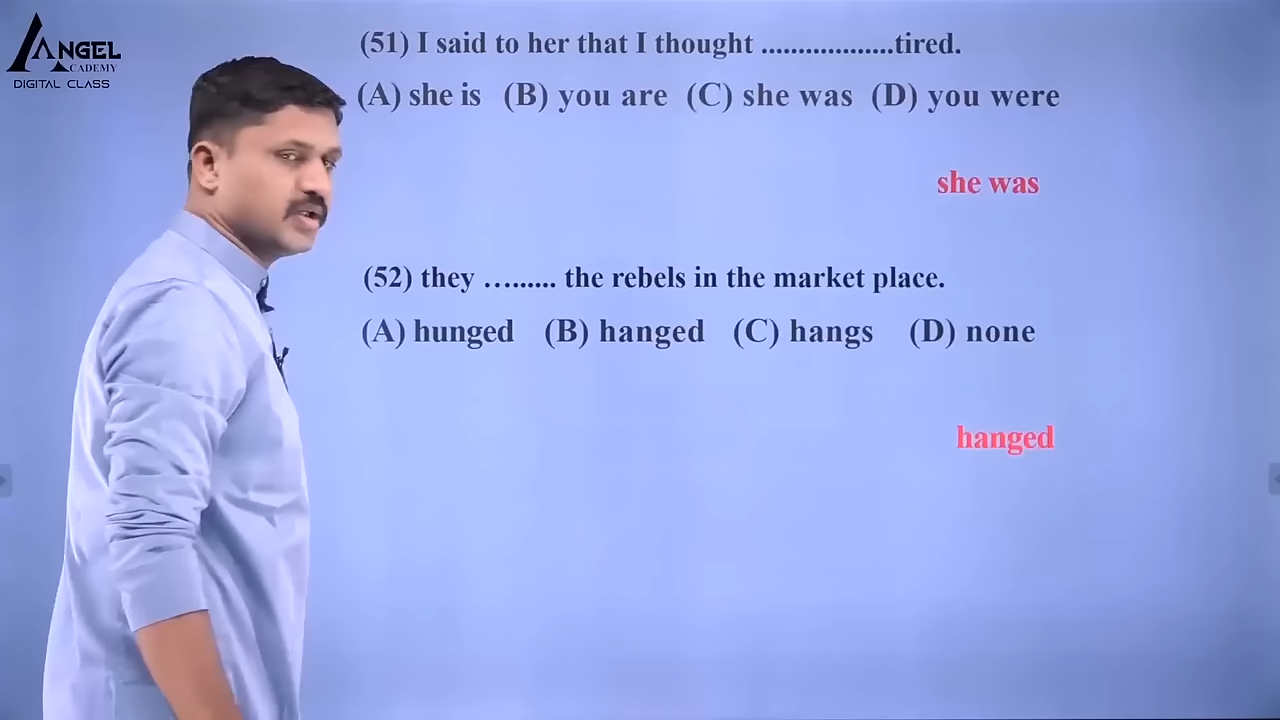 ANGEL
ACADEMY
DIGITAL CLASS
(51) I said to her that I thought ...................tired.
(A) she is (B) you are (C) she was (D) you were
she was
(52) they …...... the rebels in the market place.
(A) hunged (B) hanged (C) hangs (D) none
hanged